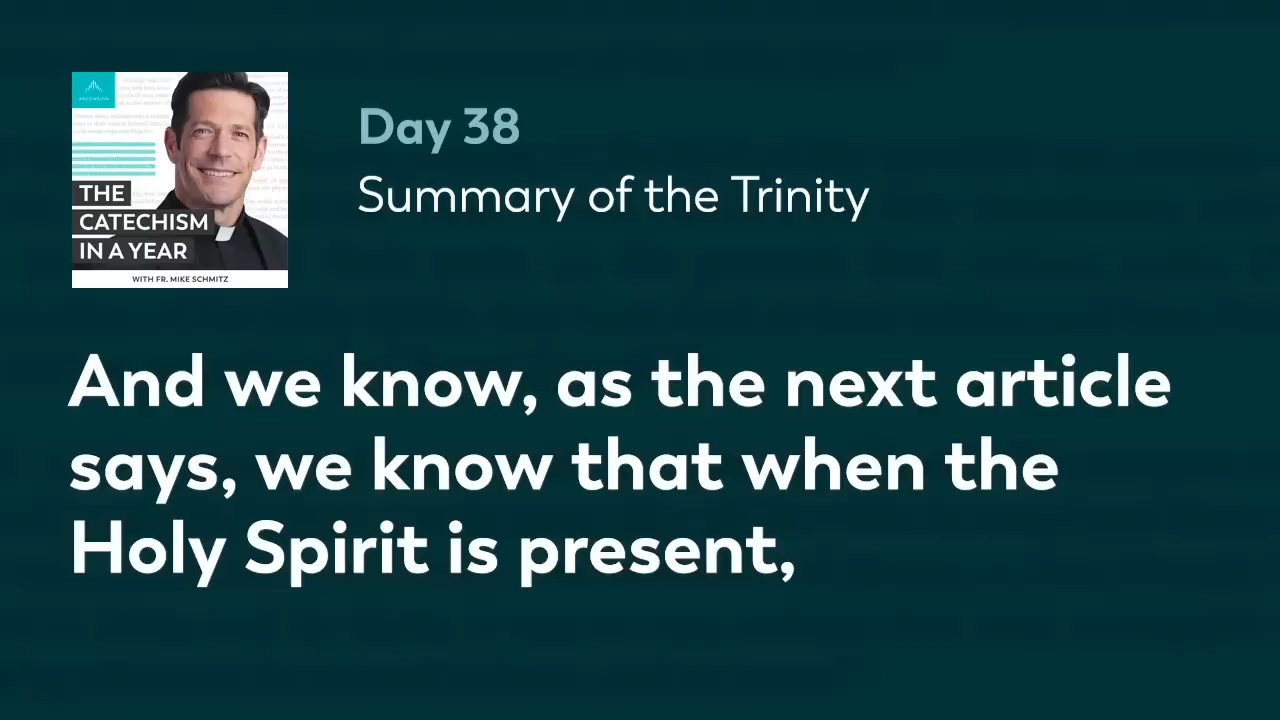 ASCENSION
THE
CATECHISM
IN A YEAR
WITH FR. MIKE SCHMITZ
Day 38
Summary of the Trinity
And we know, as the next article
says, we know that when the
Holy Spirit is present,